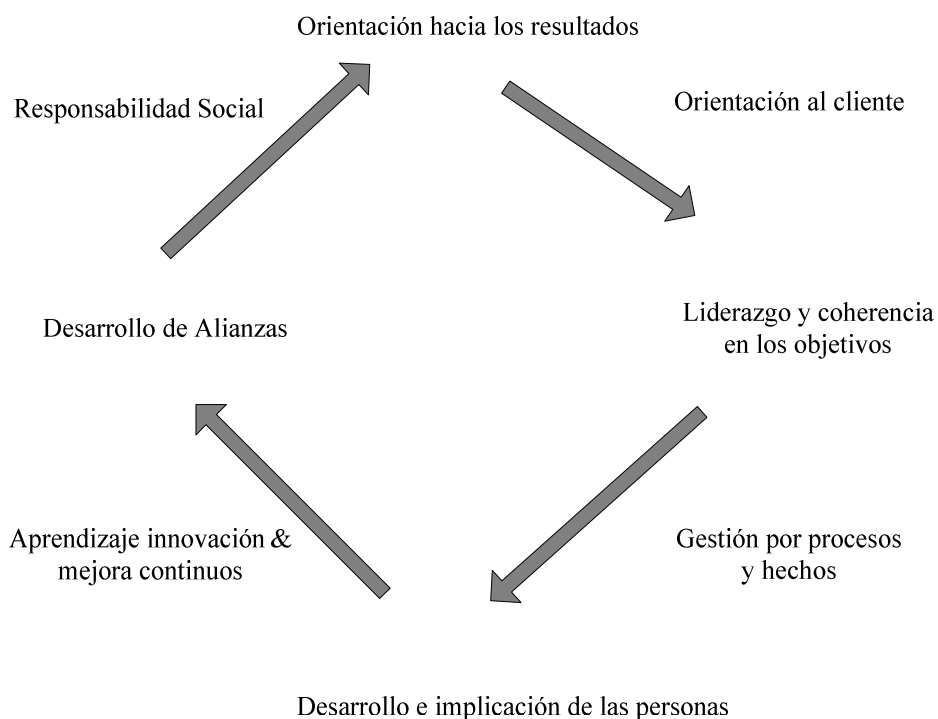 Orientación hacia los resultados
Orientación al cliente
Liderazgo y coherencia
en los objetivos
Gestión por procesos
y hechos
Desarrollo e implicación de las personas
Aprendizaje innovación &
mejora continuos
Desarrollo de Alianzas
Responsabilidad Social